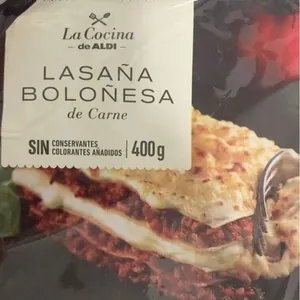 La Cocina
de ALDI
LASAÑA
BOLOÑESA
de Carne
SIN CONSERVANTES
COLORANTES AÑADIDOS
400g